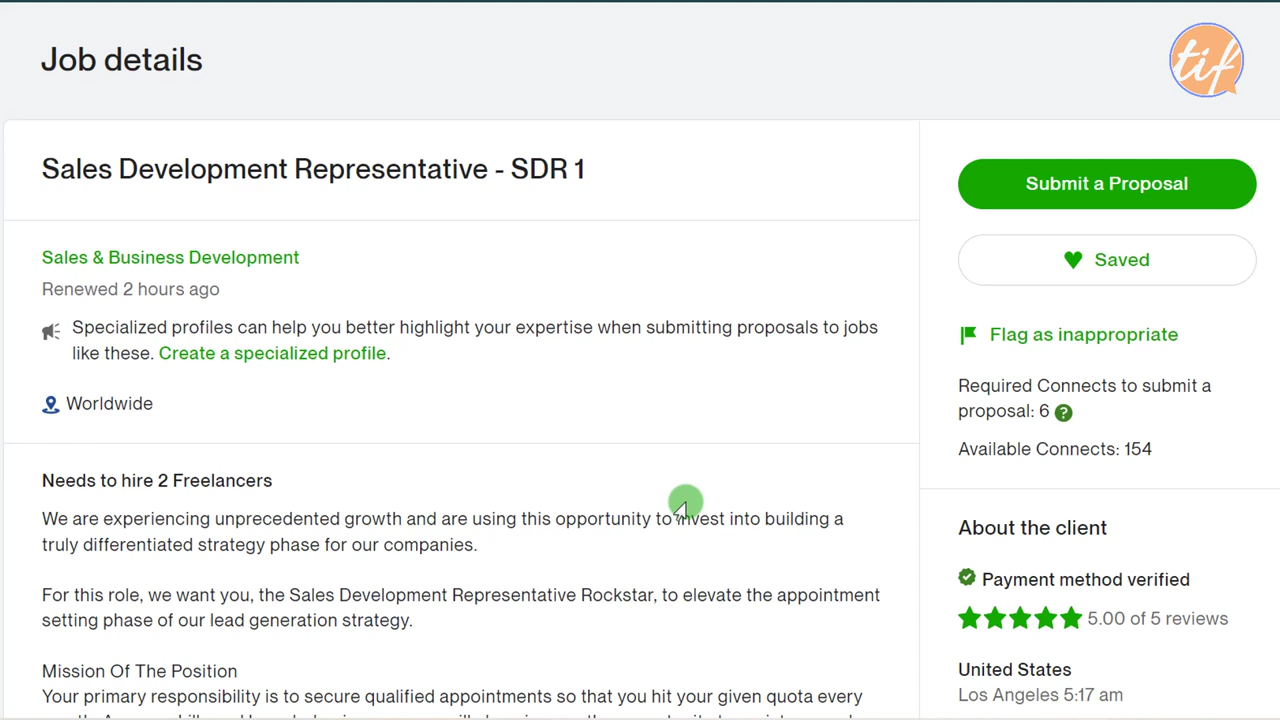 Job details
tif
Sales Development Representative - SDR 1
Sales & Business Development
Renewed 2 hours ago
Specialized profiles can help you better highlight your expertise when submitting proposals to jobs
like these. Create a specialized profile.
Worldwide
Needs to hire 2 Freelancers
We are experiencing unprecedented growth and are using this opportunity to invest into building a
truly differentiated strategy phase for our companies.
For this role, we want you, the Sales Development Representative Rockstar, to elevate the appointment
setting phase of our lead generation strategy.
Mission Of The Position
Your primary responsibility is to secure qualified appointments so that you hit your given quota every
Submit a Proposal
Saved
Flag as inappropriate
Required Connects to submit a
proposal: 6 ?
Available Connects: 154
About the client
Payment method verified
5.00 of 5 reviews
United States
Los Angeles 5:17 am